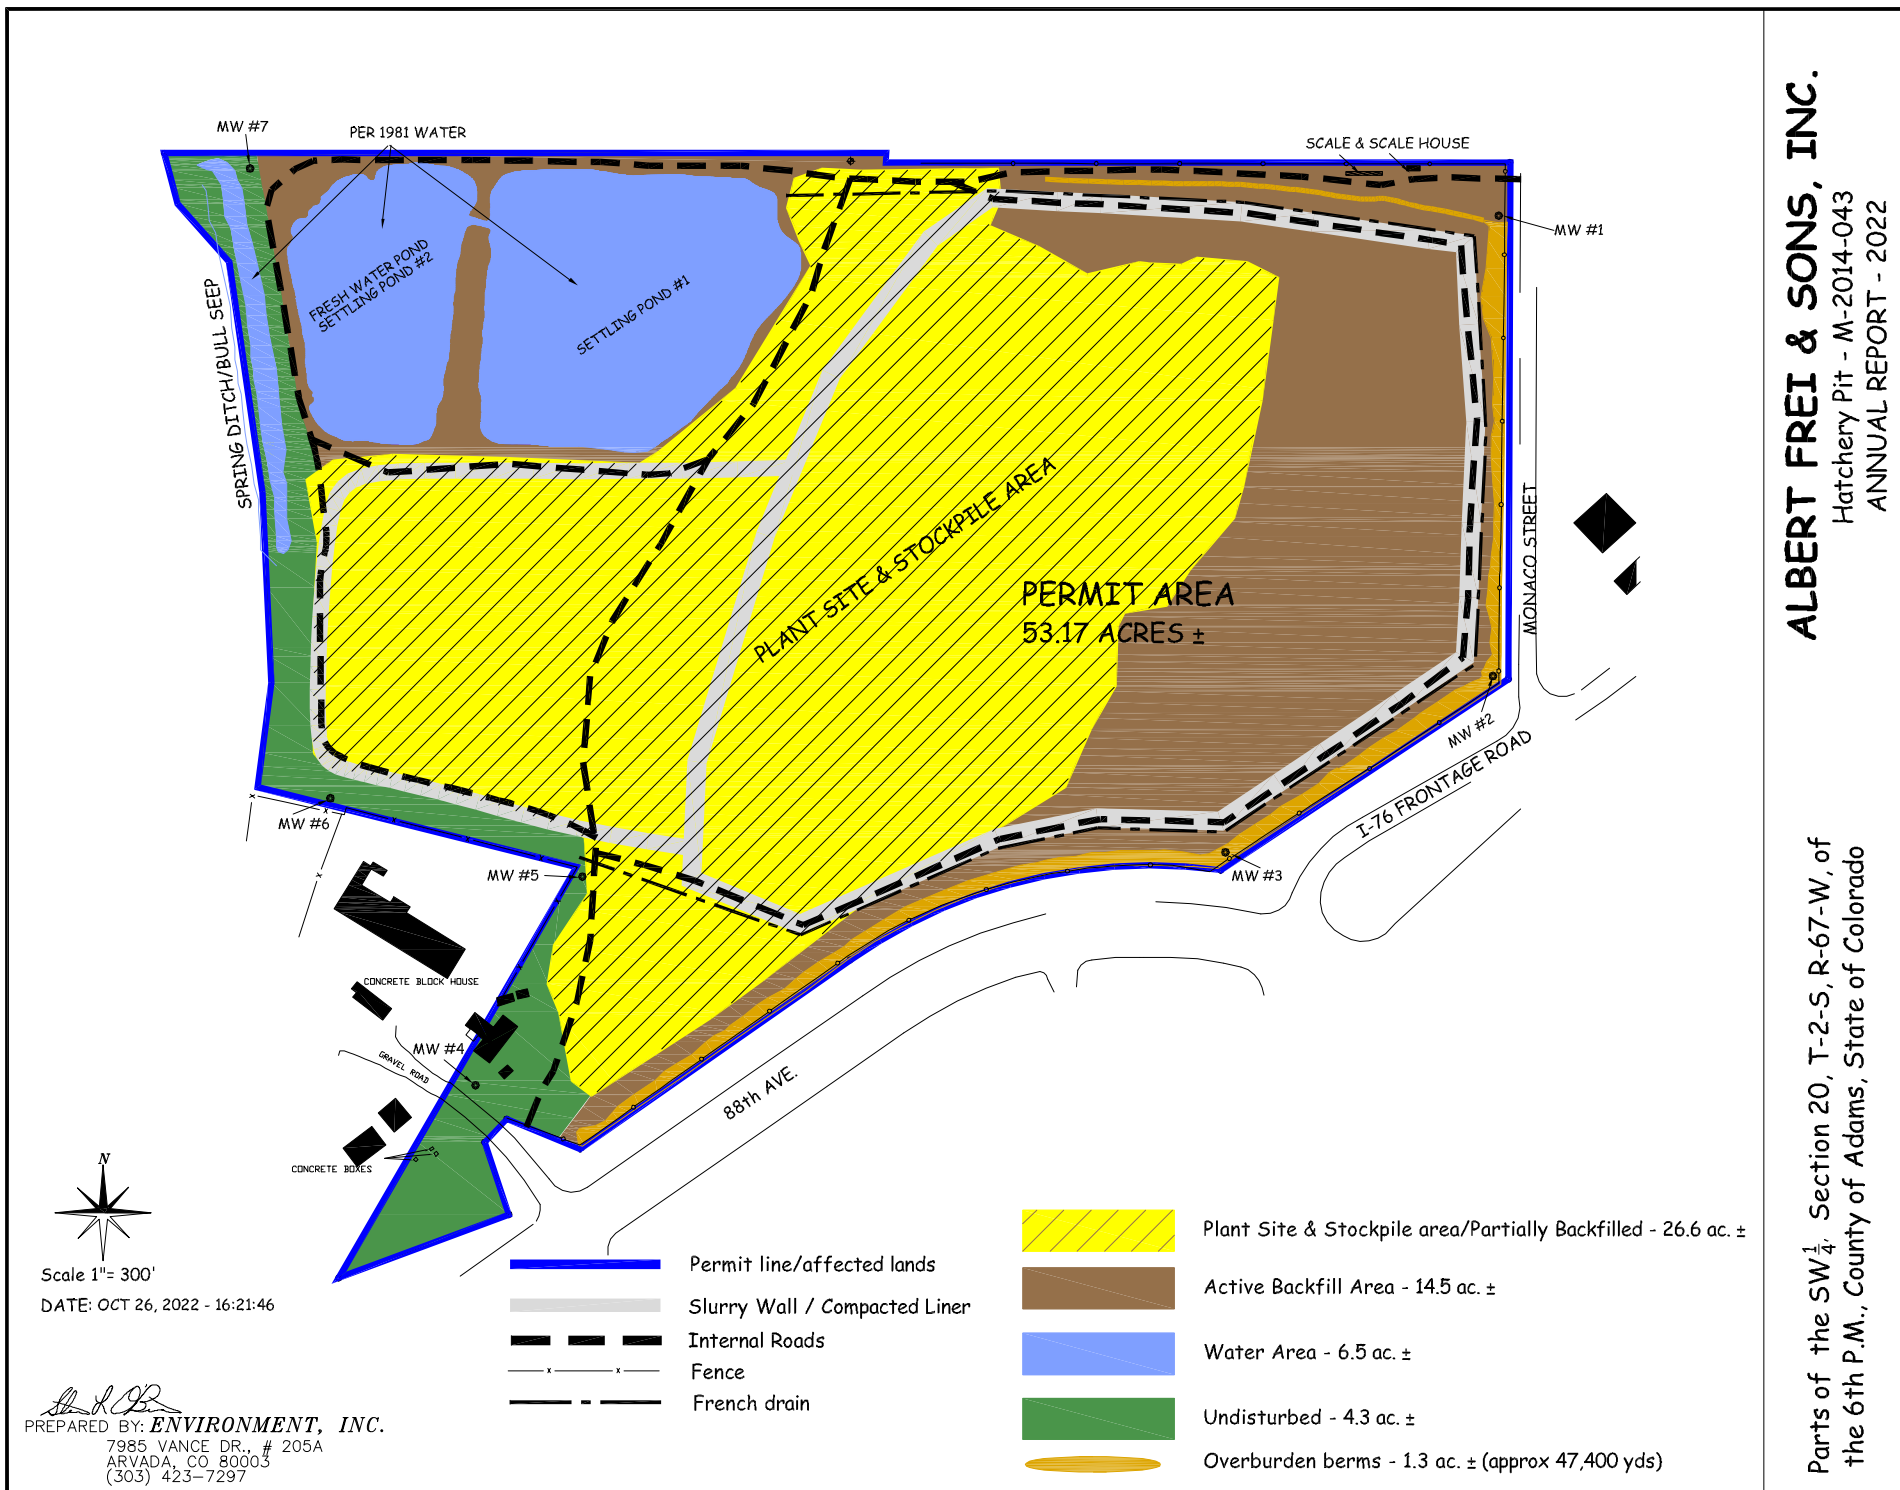 MW #7
PER 1981 WATER
SCALE & SCALE HOUSE
MW #1
FRESH WATER POND
SETTLING POND #2
SETTLING POND #1
SPRING DITCH/BULL SEEP
PLANT SITE & STOCKPILE AREA
PERMIT AREA
53.17 ACRES ±
MONACO STREET
MW #2
I-76 FRONTAGE ROAD
MW #6
MW #5
MW #3
CONCRETE BLOCK HOUSE
MW #4
GRAVEL ROAD
88th AVE.
CONCRETE BOXES
N
Scale 1"= 300'
DATE: OCT 26, 2022 - 16:21:46
PREPARED BY: ENVIRONMENT, INC.
7985 VANCE DR., # 205A
ARVADA, CO 80003
(303) 423-7297
Permit line/affected lands
Slurry Wall / Compacted Liner
Internal Roads
Fence
French drain
Plant Site & Stockpile area/Partially Backfilled - 26.6 ac. ±
Active Backfill Area - 14.5 ac. ±
Water Area - 6.5 ac. ±
Undisturbed - 4.3 ac. ±
Overburden berms - 1.3 ac. ± (approx 47,400 yds)
ALBERT FREI & SONS, INC.
Hatchery Pit - M-2014-043
ANNUAL REPORT - 2022
Parts of the SW¼, Section 20, T-2-S, R-67-W, of
the 6th P.M., County of Adams, State of Colorado